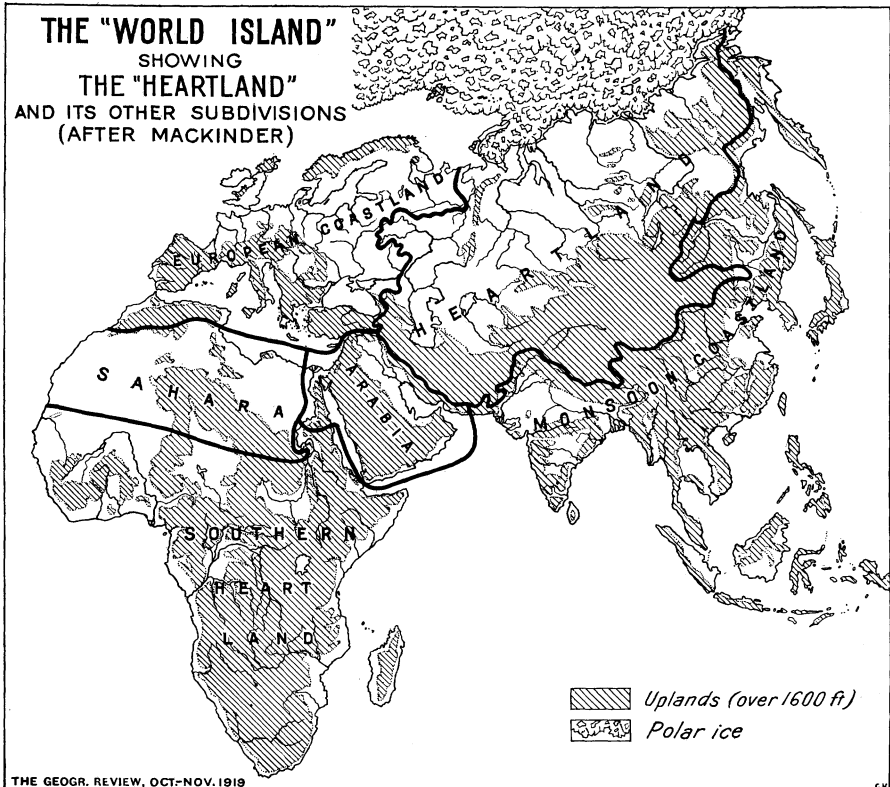 THE "WORLD ISLAND"
SHOWING
THE "HEARTLAND"
AND ITS OTHER SUBDIVISIONS
(AFTER MACKINDER)
EUROPEAN COASTLAND
HEARTLAND
SAHARA
ARABIA
MONSOON COASTLAND
SOUTHERN
HEART
LAND
Uplands (over 1600 ft)
Polar ice
THE GEOGR. REVIEW, OCT.-NOV. 1919